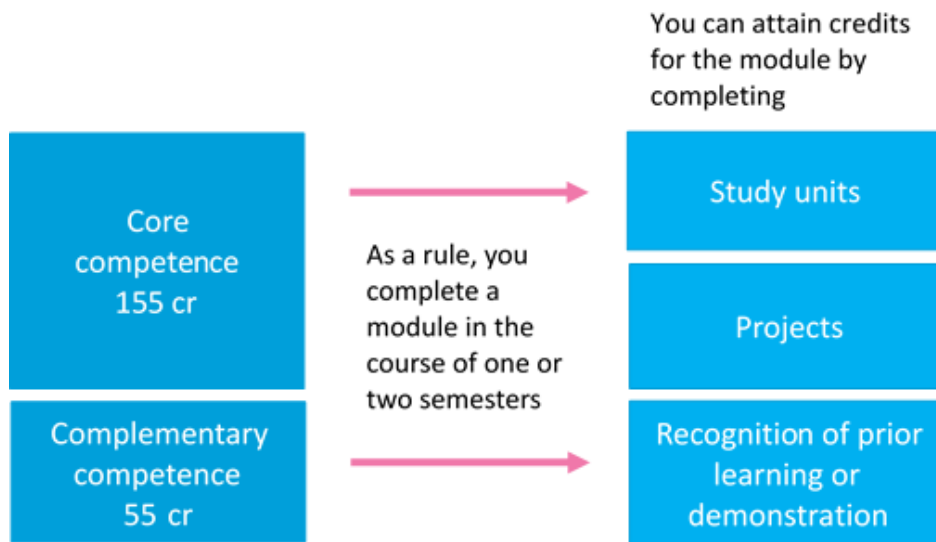 You can attain credits
for the module by
completing
Core
competence
155 cr
As a rule, you
complete a
module in the
course of one or
two semesters
Study units
Projects
Complementary
competence
55 cr
Recognition of prior
learning or
demonstration